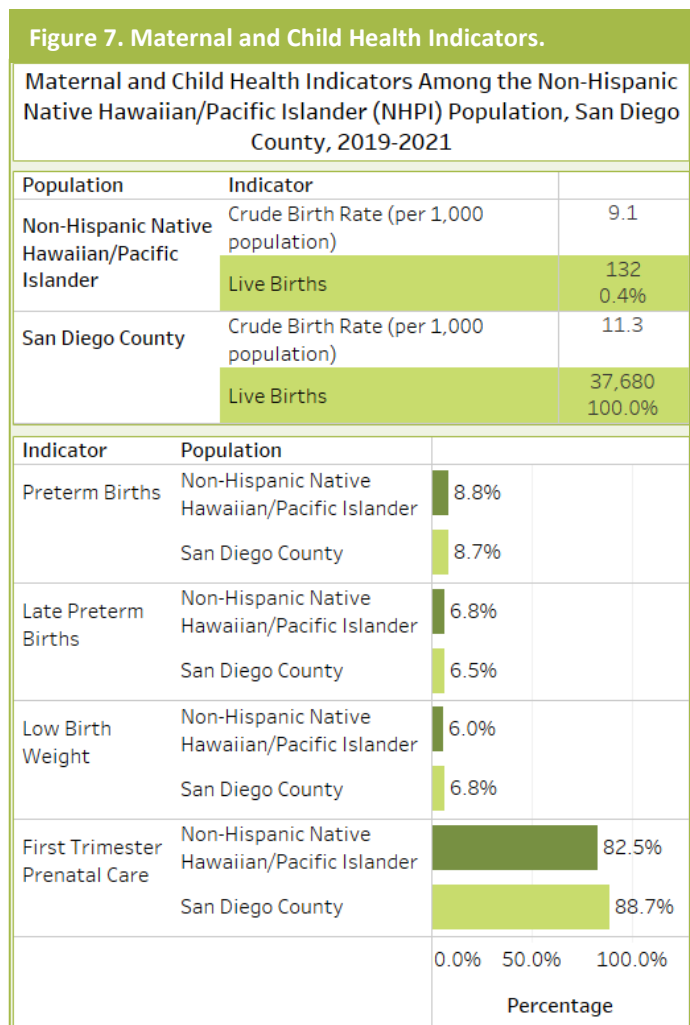 Figure 7. Maternal and Child Health Indicators.
Maternal and Child Health Indicators Among the Non-Hispanic
Native Hawaiian/Pacific Islander (NHPI) Population, San Diego
County, 2019-2021
Population Indicator
Non-Hispanic Native
Hawaiian/Pacific
Islander
Crude Birth Rate (per 1,000
population)
9.1
Live Births
132
0.4%
San Diego County
Crude Birth Rate (per 1,000
population)
11.3
Live Births
37,680
100.0%
Indicator Population
Preterm Births
Non-Hispanic Native
Hawaiian/Pacific Islander
8.8%
San Diego County
8.7%
Late Preterm
Births
Non-Hispanic Native
Hawaiian/Pacific Islander
6.8%
San Diego County
6.5%
Low Birth
Weight
Non-Hispanic Native
Hawaiian/Pacific Islander
6.0%
San Diego County
6.8%
First Trimester
Prenatal Care
Non-Hispanic Native
Hawaiian/Pacific Islander
82.5%
San Diego County
88.7%
0.0% 50.0% 100.0%
Percentage